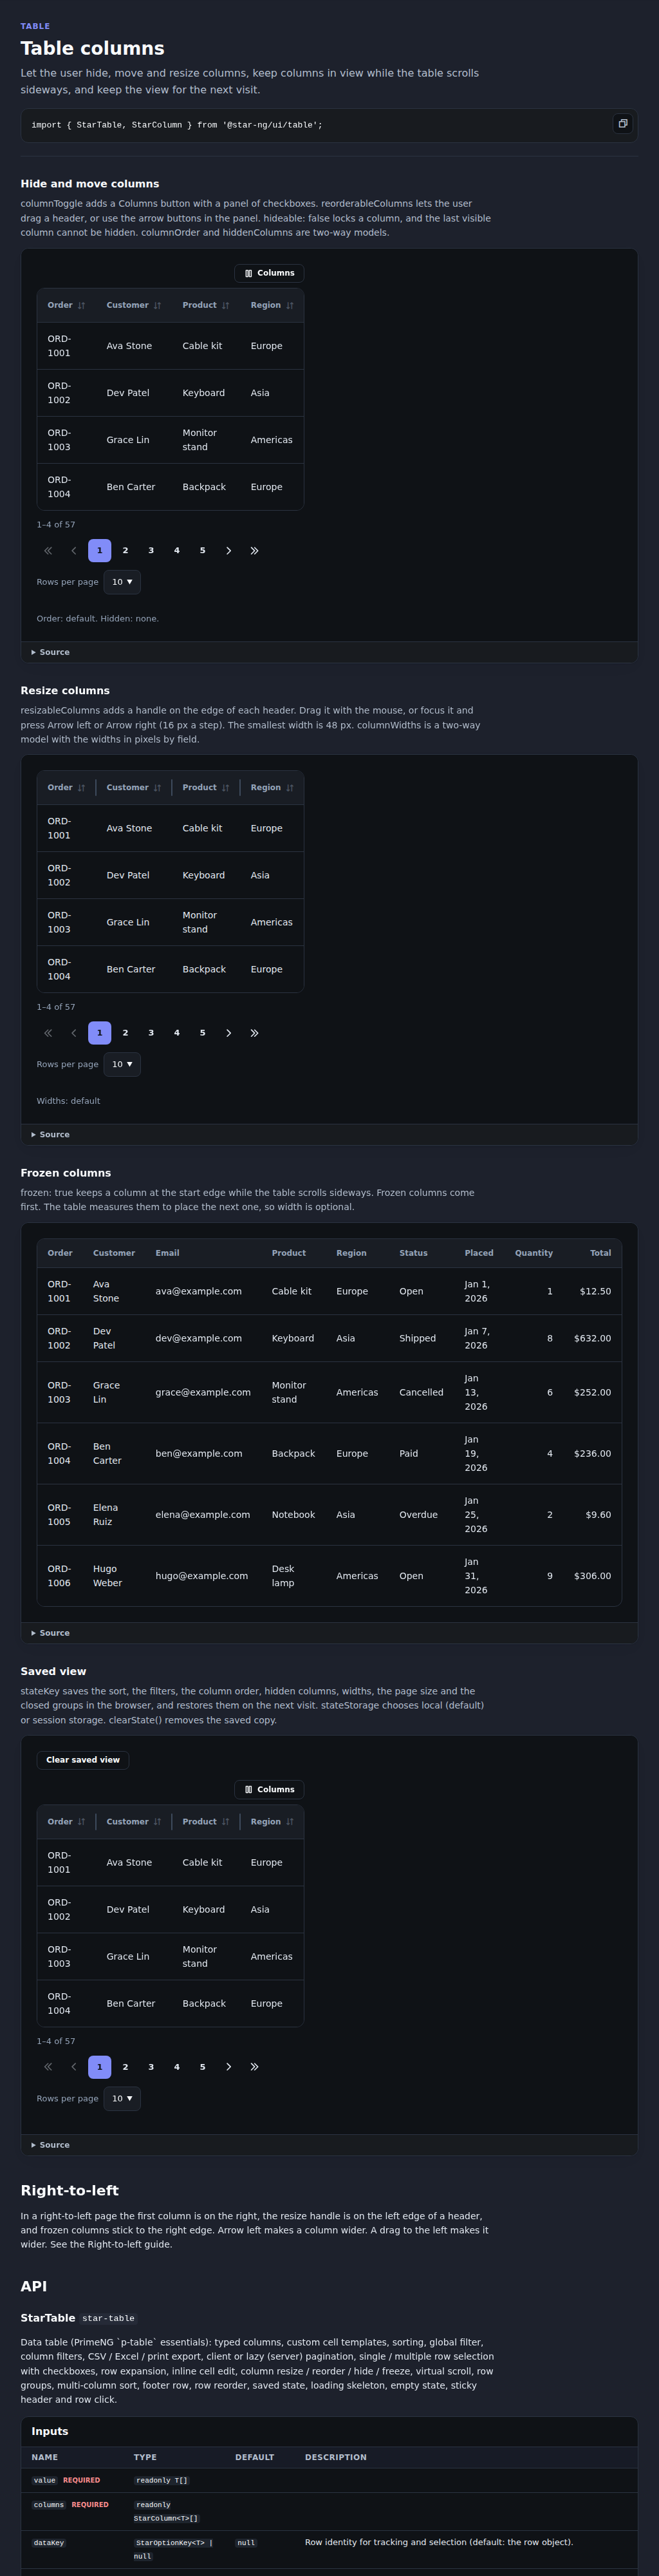 TABLE
Table columns
Let the user hide, move and resize columns, keep columns in view while the table scrolls
sideways, and keep the view for the next visit.
import { StarTable, StarColumn } from '@star-ng/ui/table';
Hide and move columns
columnToggle adds a Columns button with a panel of checkboxes. reorderableColumns lets the user
drag a header, or use the arrow buttons in the panel. hideable: false locks a column, and the last visible
column cannot be hidden. columnOrder and hiddenColumns are two-way models.
Columns
Order Customer Product Region
ORD-
1001 Ava Stone Cable kit Europe
ORD-
1002 Dev Patel Keyboard Asia
ORD-
1003 Grace Lin Monitor
stand Americas
ORD-
1004 Ben Carter Backpack Europe
1–4 of 57
1 2 3 4 5
Rows per page 10
Order: default. Hidden: none.
Source
Resize columns
resizableColumns adds a handle on the edge of each header. Drag it with the mouse, or focus it and
press Arrow left or Arrow right (16 px a step). The smallest width is 48 px. columnWidths is a two-way
model with the widths in pixels by field.
Order Customer Product Region
ORD-
1001 Ava Stone Cable kit Europe
ORD-
1002 Dev Patel Keyboard Asia
ORD-
1003 Grace Lin Monitor
stand Americas
ORD-
1004 Ben Carter Backpack Europe
1–4 of 57
1 2 3 4 5
Rows per page 10
Widths: default
Source
Frozen columns
frozen: true keeps a column at the start edge while the table scrolls sideways. Frozen columns come
first. The table measures them to place the next one, so width is optional.
Order Customer Email Product Region Status Placed Quantity Total
ORD-
1001 Ava
Stone ava@example.com Cable kit Europe Open Jan 1,
2026 1 $12.50
ORD-
1002 Dev
Patel dev@example.com Keyboard Asia Shipped Jan 7,
2026 8 $632.00
ORD-
1003 Grace
Lin grace@example.com Monitor
stand Americas Cancelled Jan
13,
2026 6 $252.00
ORD-
1004 Ben
Carter ben@example.com Backpack Europe Paid Jan
19,
2026 4 $236.00
ORD-
1005 Elena
Ruiz elena@example.com Notebook Asia Overdue Jan
25,
2026 2 $9.60
ORD-
1006 Hugo
Weber hugo@example.com Desk
lamp Americas Open Jan
31,
2026 9 $306.00
Source
Saved view
stateKey saves the sort, the filters, the column order, hidden columns, widths, the page size and the
closed groups in the browser, and restores them on the next visit. stateStorage chooses local (default)
or session storage. clearState() removes the saved copy.
Clear saved view
Columns
Order Customer Product Region
ORD-
1001 Ava Stone Cable kit Europe
ORD-
1002 Dev Patel Keyboard Asia
ORD-
1003 Grace Lin Monitor
stand Americas
ORD-
1004 Ben Carter Backpack Europe
1–4 of 57
1 2 3 4 5
Rows per page 10
Source
Right-to-left
In a right-to-left page the first column is on the right, the resize handle is on the left edge of a header,
and frozen columns stick to the right edge. Arrow left makes a column wider. A drag to the left makes it
wider. See the Right-to-left guide.
API
StarTable star-table
Data table (PrimeNG `p-table` essentials): typed columns, custom cell templates, sorting, global filter,
column filters, CSV / Excel / print export, client or lazy (server) pagination, single / multiple row selection
with checkboxes, row expansion, inline cell edit, column resize / reorder / hide / freeze, virtual scroll, row
groups, multi-column sort, footer row, row reorder, saved state, loading skeleton, empty state, sticky
header and row click.
Inputs
NAME TYPE DEFAULT DESCRIPTION
value REQUIRED readonly T[]
columns REQUIRED readonly
StarColumn<T>[]
dataKey StarOptionKey<T> |
null null Row identity for tracking and selection (default: the row object).